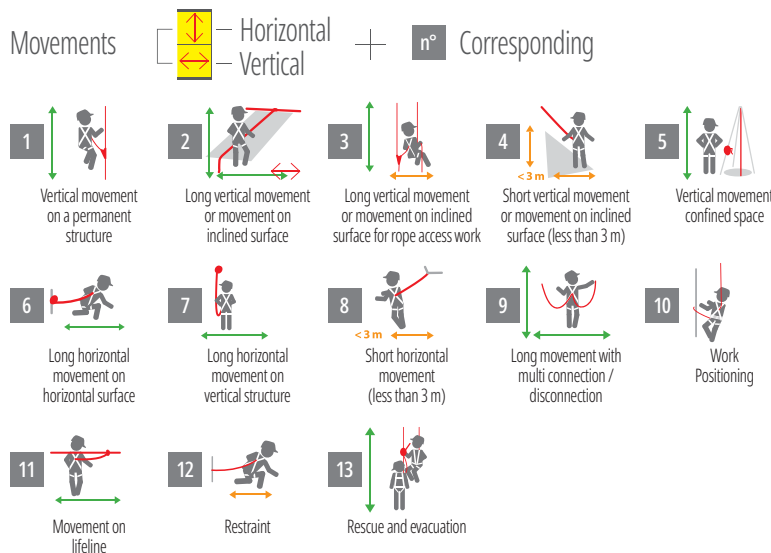 Movements
Horizontal
Vertical
n° Corresponding
1
Vertical movement
on a permanent
structure
2
Long vertical movement
or movement on
inclined surface
3
Long vertical movement
or movement on inclined
surface for rope access work
4
< 3 m
Short vertical movement
or movement on inclined
surface (less than 3 m)
5
Vertical movement
confined space
6
Long horizontal
movement on
horizontal surface
7
Long horizontal
movement on
vertical structure
8
< 3 m
Short horizontal
movement
(less than 3 m)
9
Long movement with
multi connection /
disconnection
10
Work
Positioning
11
Movement on
lifeline
12
Restraint
13
Rescue and evacuation